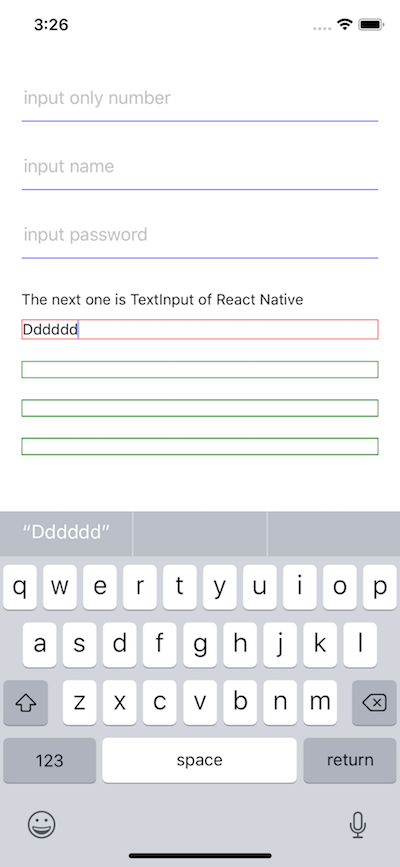 3:26
input only number
input name
input password
The next one is TextInput of React Native
Dddddd
“Dddddd”
q w e r t y u i o p
a s d f g h j k l
z x c v b n m
123 space return